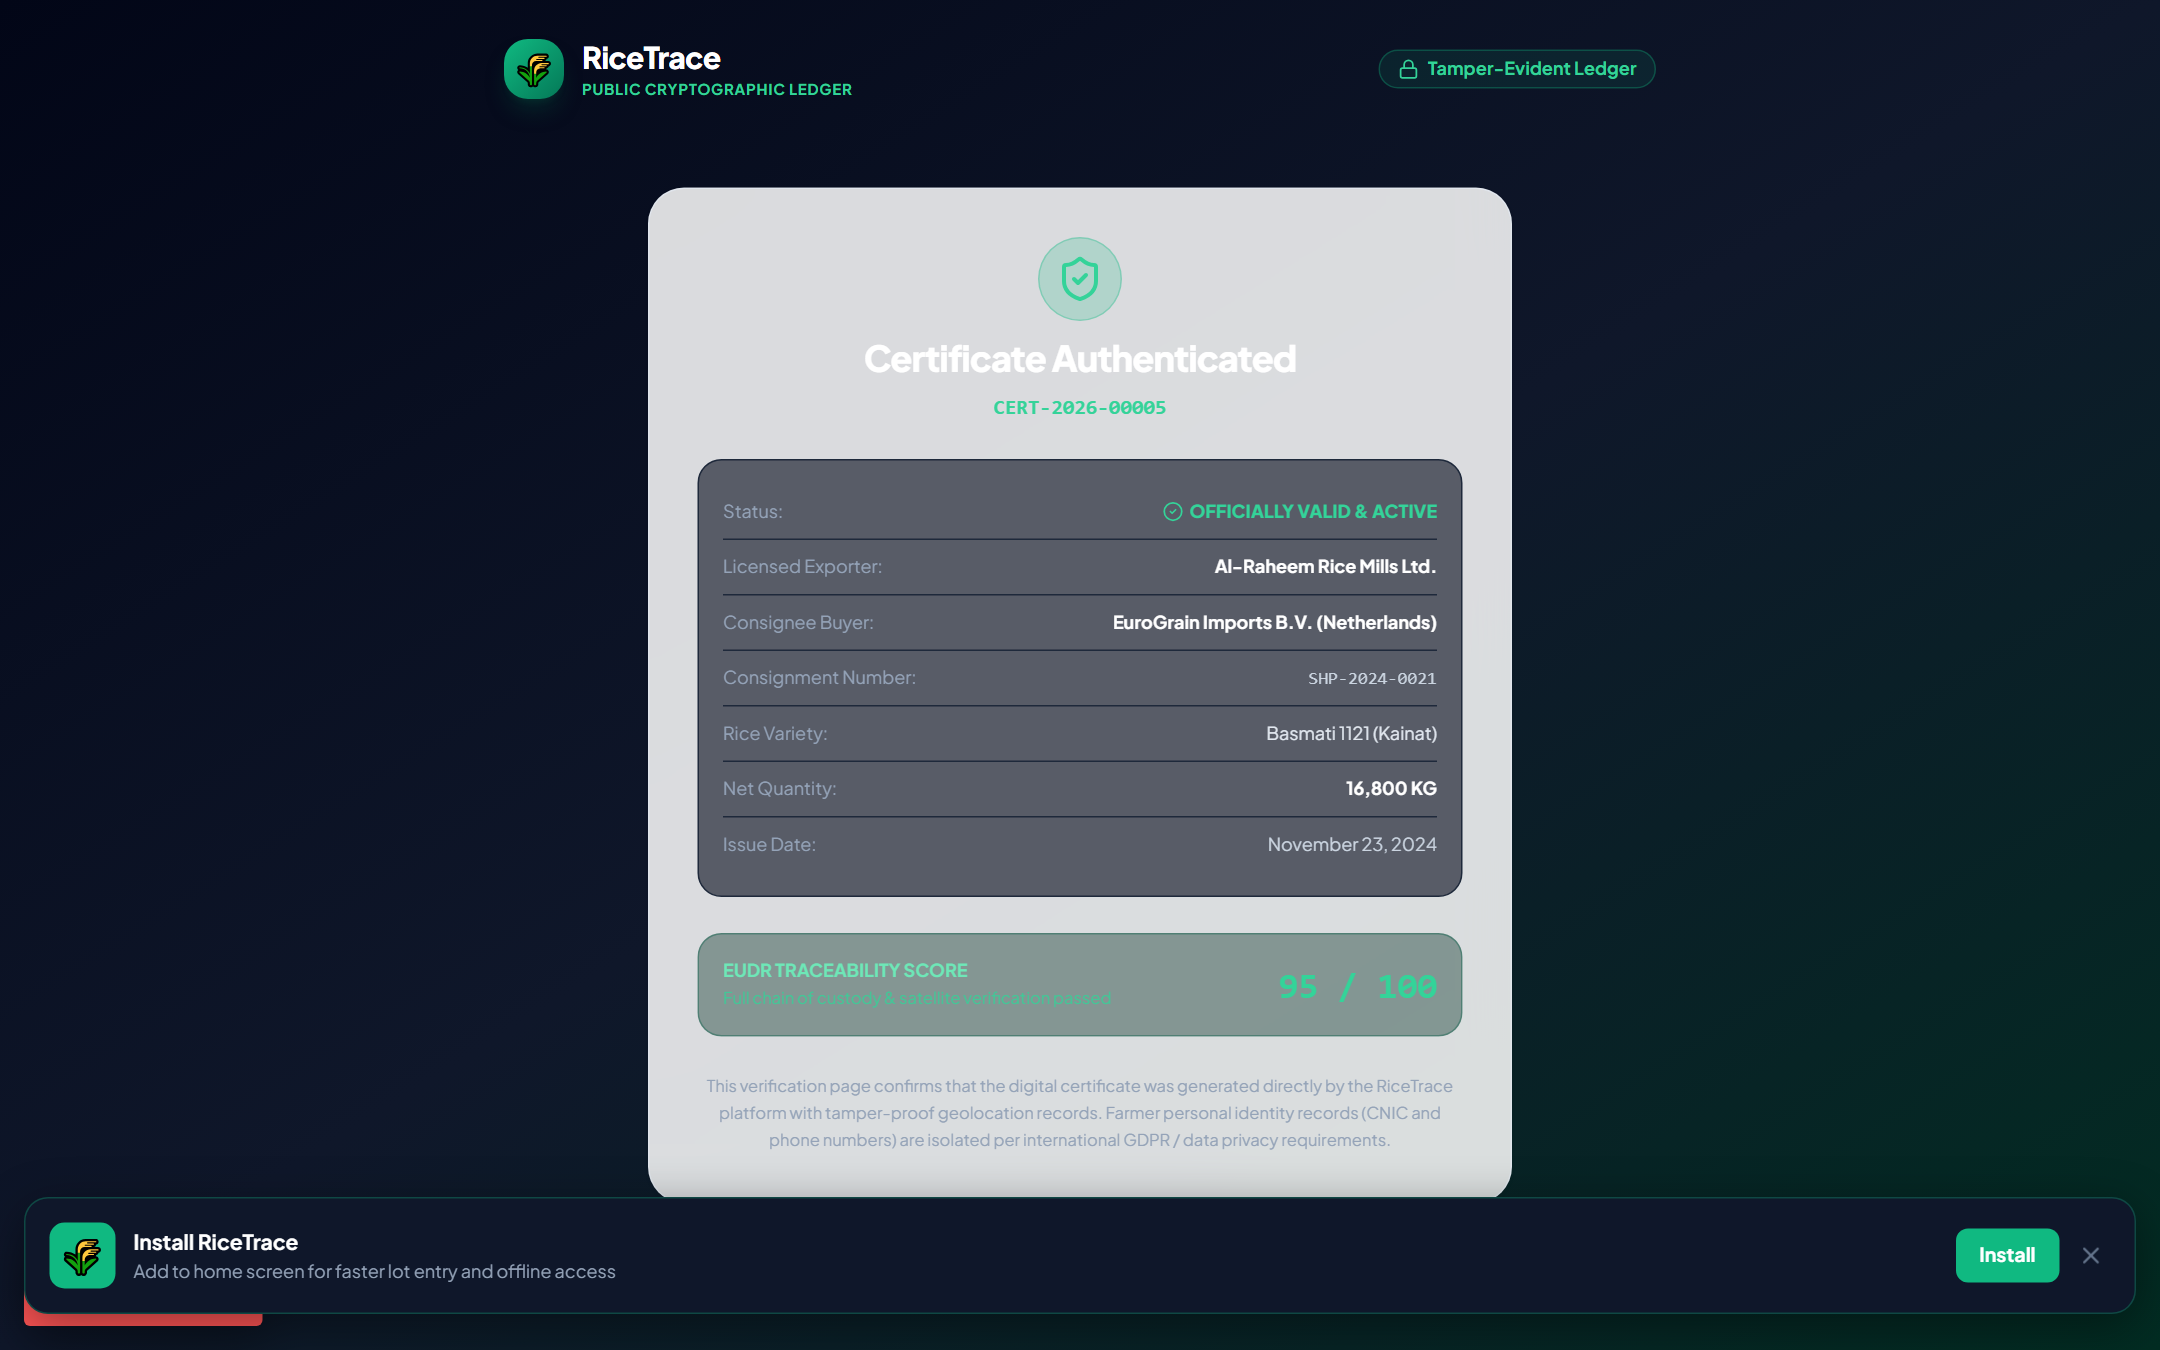 RiceTrace
PUBLIC CRYPTOGRAPHIC LEDGER
Tamper-Evident Ledger
Certificate Authenticated
CERT-2026-00005
Status:
OFFICIALLY VALID & ACTIVE
Licensed Exporter:
Al-Raheem Rice Mills Ltd.
Consignee Buyer:
EuroGrain Imports B.V. (Netherlands)
Consignment Number:
SHP-2024-0021
Rice Variety:
Basmati 1121 (Kainat)
Net Quantity:
16,800 KG
Issue Date:
November 23, 2024
EUDR TRACEABILITY SCORE
Full chain of custody & satellite verification passed
95 / 100
This verification page confirms that the digital certificate was generated directly by the RiceTrace
platform with tamper-proof geolocation records. Farmer personal identity records (CNIC and
phone numbers) are isolated per international GDPR / data privacy requirements.
Install RiceTrace
Add to home screen for faster lot entry and offline access
Install